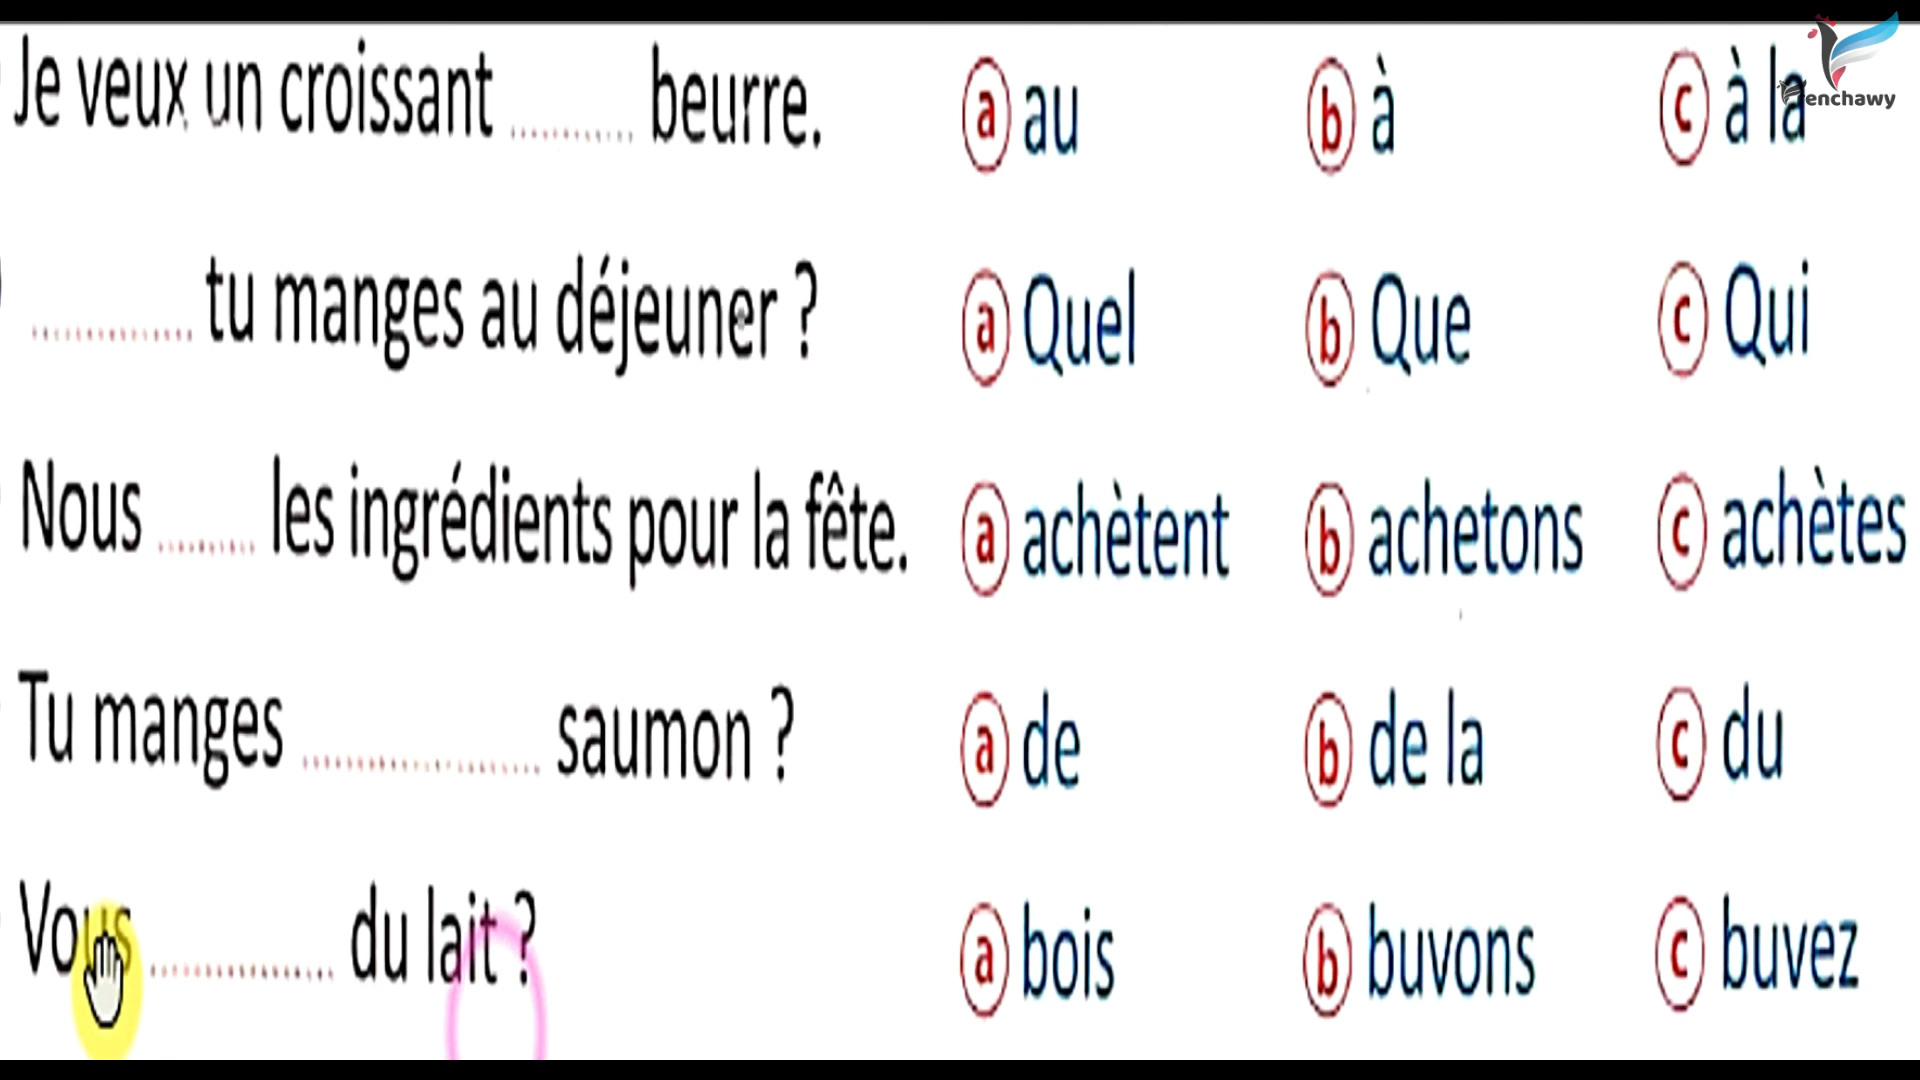 Je veux un croissant ............ beurre. a au b à c à la
Frenchawy
.............. tu manges au déjeuner ? a Quel b Que c Qui
Nous ......... les ingrédients pour la fête. a achètent b achetons c achètes
Tu manges ..................... saumon ? a de b de la c du
Vous ................. du lait ? a bois b buvons c buvez